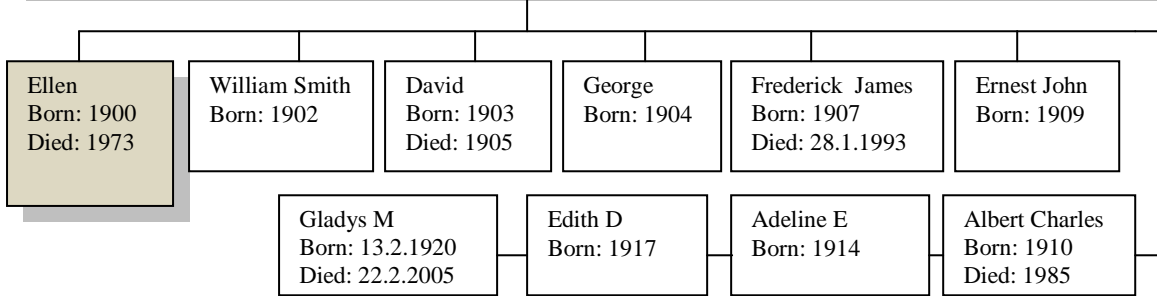 Ellen
Born: 1900
Died: 1973
William Smith
Born: 1902
David
Born: 1903
Died: 1905
George
Born: 1904
Frederick  James
Born: 1907
Died: 28.1.1993
Ernest John
Born: 1909
Gladys M
Born: 13.2.1920
Died: 22.2.2005
Edith D
Born: 1917
Adeline E
Born: 1914
Albert Charles
Born: 1910
Died: 1985